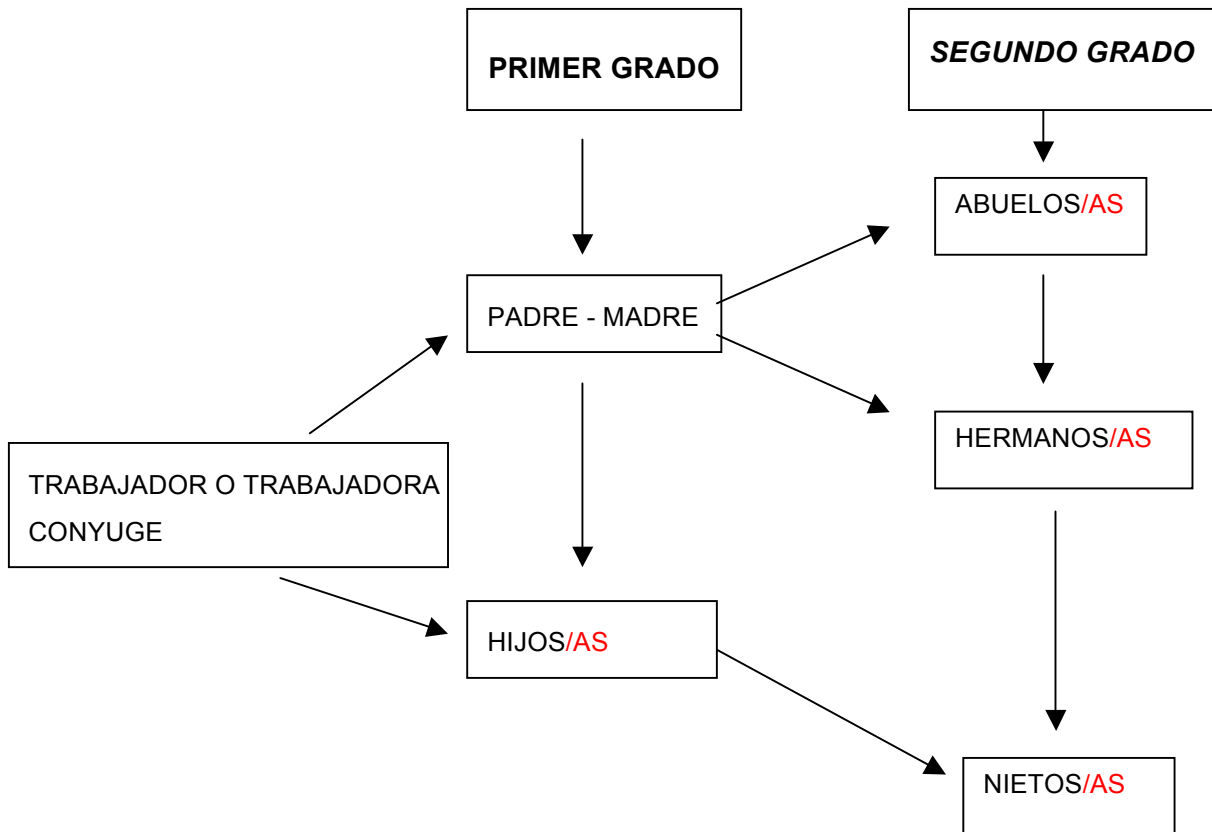 PRIMER GRADO
SEGUNDO GRADO
ABUELOS/AS
PADRE - MADRE
HERMANOS/AS
TRABAJADOR O TRABAJADORA
CONYUGE
HIJOS/AS
NIETOS/AS